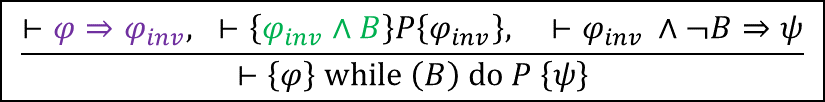 ⊢ φ ⇒ φ_inv, ⊢ {φ_inv ∧ B}P{φ_inv}, ⊢ φ_inv ∧ ¬B ⇒ ψ
⊢ {φ} while (B) do P {ψ}